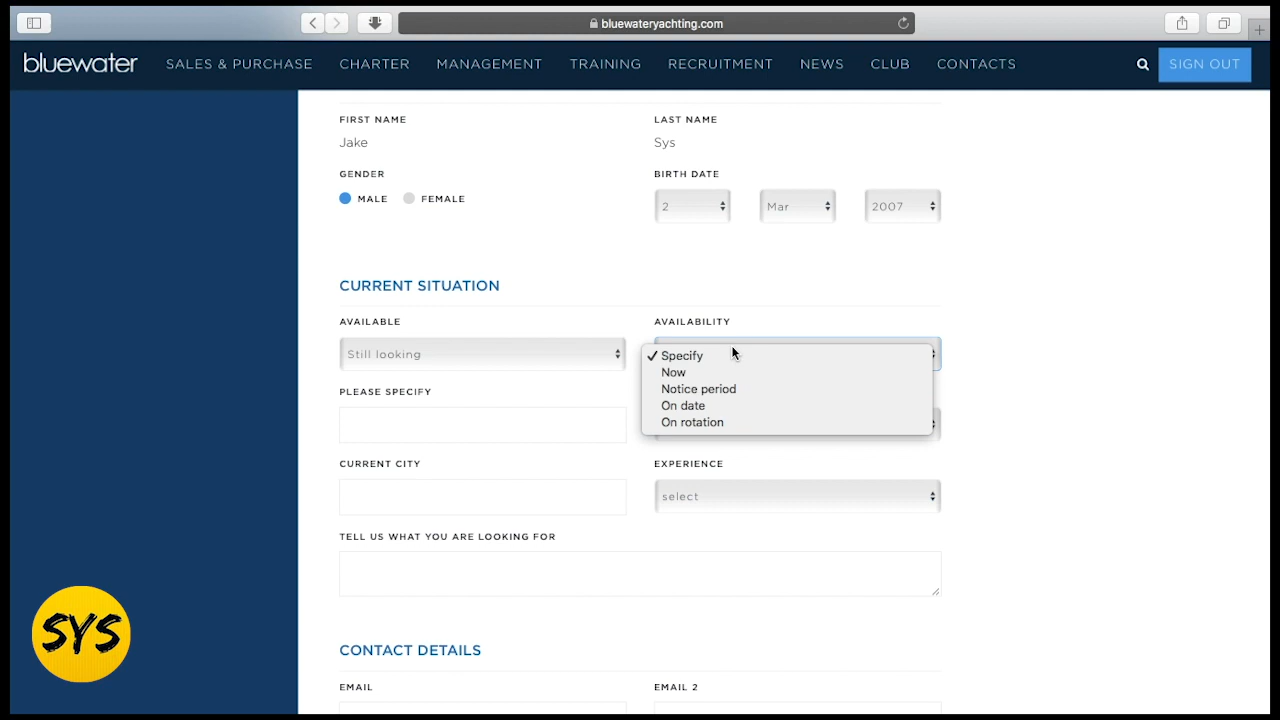 bluewateryachting.com
bluewater SALES & PURCHASE CHARTER MANAGEMENT TRAINING RECRUITMENT NEWS CLUB CONTACTS SIGN OUT
FIRST NAME LAST NAME
Jake Sys
GENDER BIRTH DATE
MALE FEMALE 2 Mar 2007
CURRENT SITUATION
AVAILABLE AVAILABILITY
Still looking Specify
Now
PLEASE SPECIFY Notice period
On date
On rotation
CURRENT CITY EXPERIENCE
select
TELL US WHAT YOU ARE LOOKING FOR
SYS
CONTACT DETAILS
EMAIL EMAIL 2